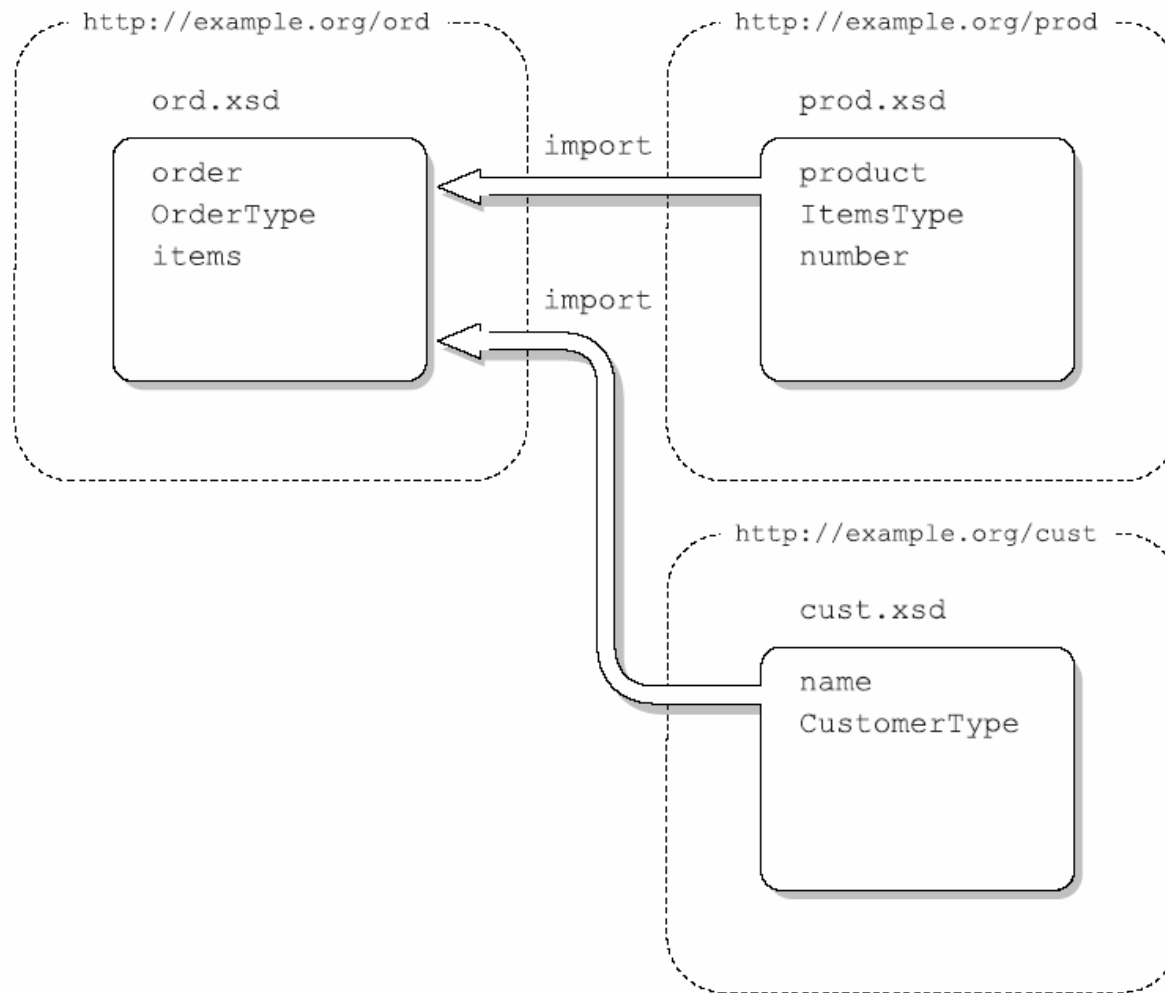 http://example.org/ord
ord.xsd
order
OrderType
items
import
import
http://example.org/prod
prod.xsd
product
ItemsType
number
http://example.org/cust
cust.xsd
name
CustomerType